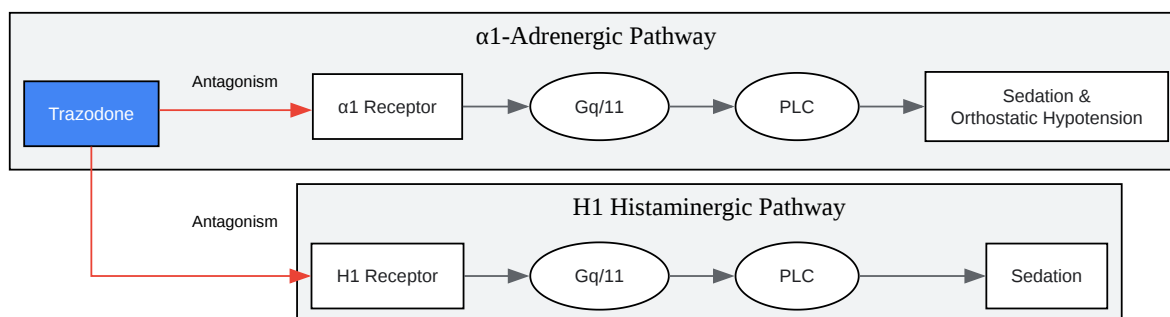 α1-Adrenergic Pathway
Trazodone
Antagonism
α1 Receptor
Gq/11
PLC
Sedation &
Orthostatic Hypotension
H1 Histaminergic Pathway
Antagonism
H1 Receptor
Gq/11
PLC
Sedation